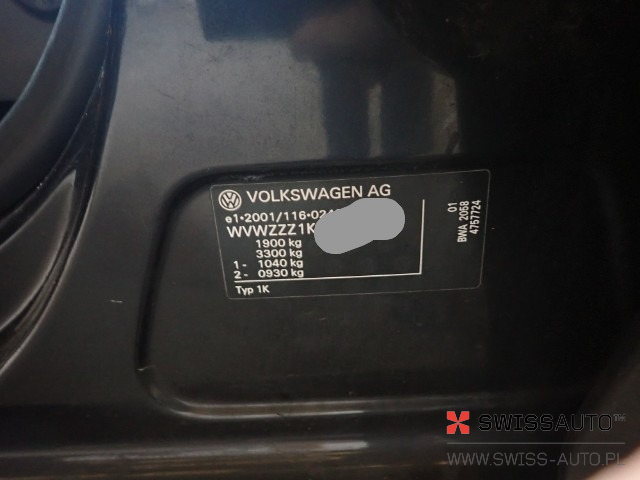 VOLKSWAGEN AG
e1*2001/116*024
WVWZZZ1K
1900 kg
3300 kg
1 - 1040 kg
2 - 0930 kg
Typ 1K
01
BWA 2058
4757724
SWISSAUTO
WWW.SWISS-AUTO.PL